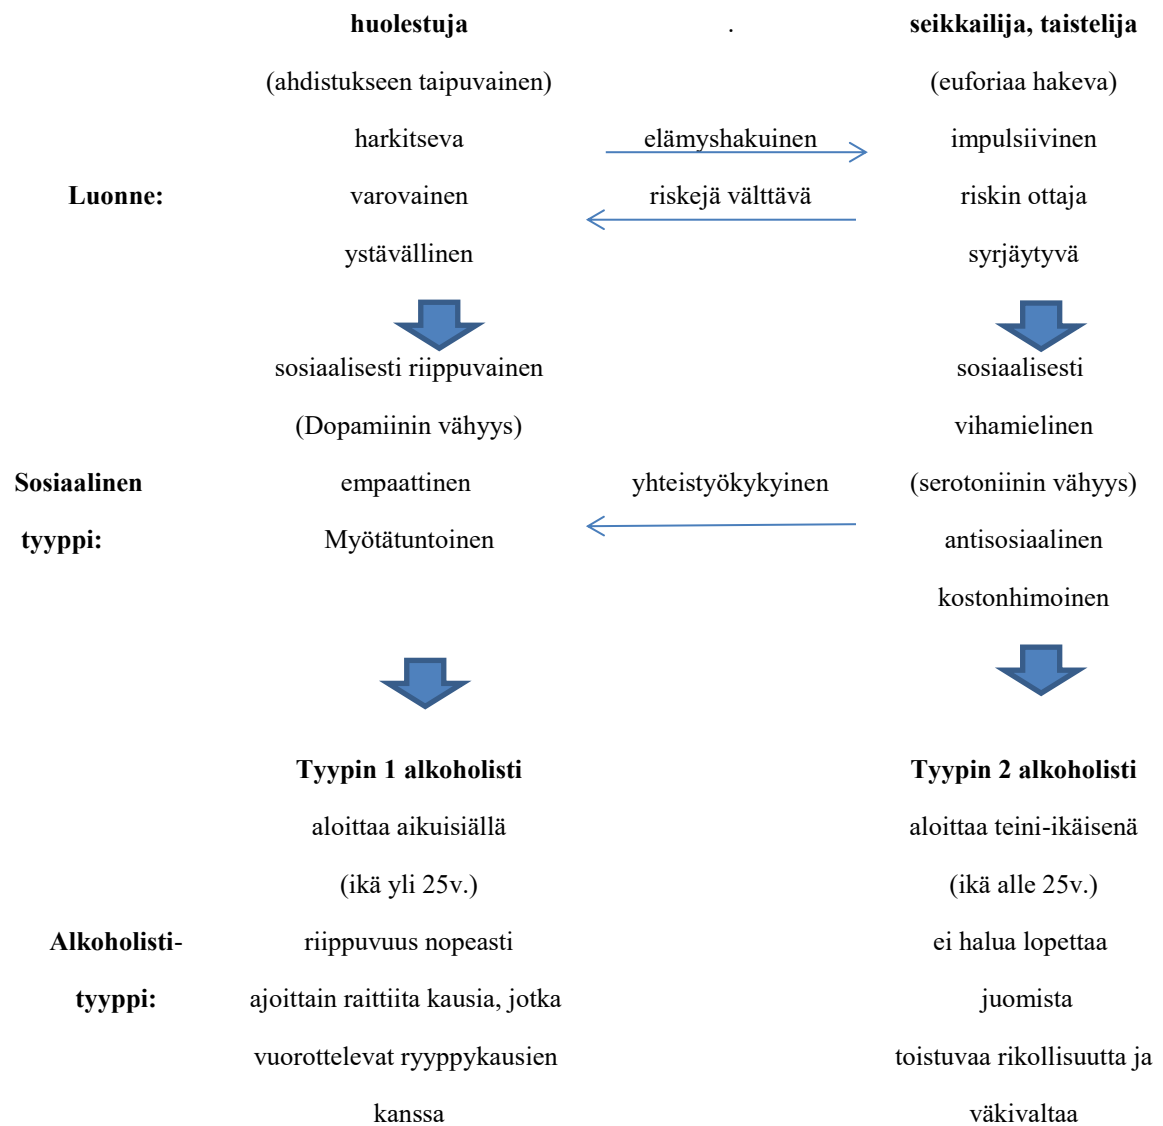 huolestuja . seikkailija, taistelija
(ahdistukseen taipuvainen) (euforiaa hakeva)
harkitseva elämyshakuinen impulsiivinen
Luonne: varovainen riskejä välttävä riskin ottaja
ystävällinen syrjäytyvä
sosiaalisesti riippuvainen sosiaalisesti
(Dopamiinin vähyys) vihamielinen
Sosiaalinen empaattinen yhteistyökykyinen (serotoniinin vähyys)
tyyppi: Myötätuntoinen antisosiaalinen
kostonhimoinen
Tyypin 1 alkoholisti Tyypin 2 alkoholisti
aloittaa aikuisiällä aloittaa teini-ikäisenä
(ikä yli 25v.) (ikä alle 25v.)
Alkoholisti- riippuvuus nopeasti ei halua lopettaa
tyyppi: ajoittain raittiita kausia, jotka juomista
vuorottelevat ryyppykausien toistuvaa rikollisuutta ja
kanssa väkivaltaa